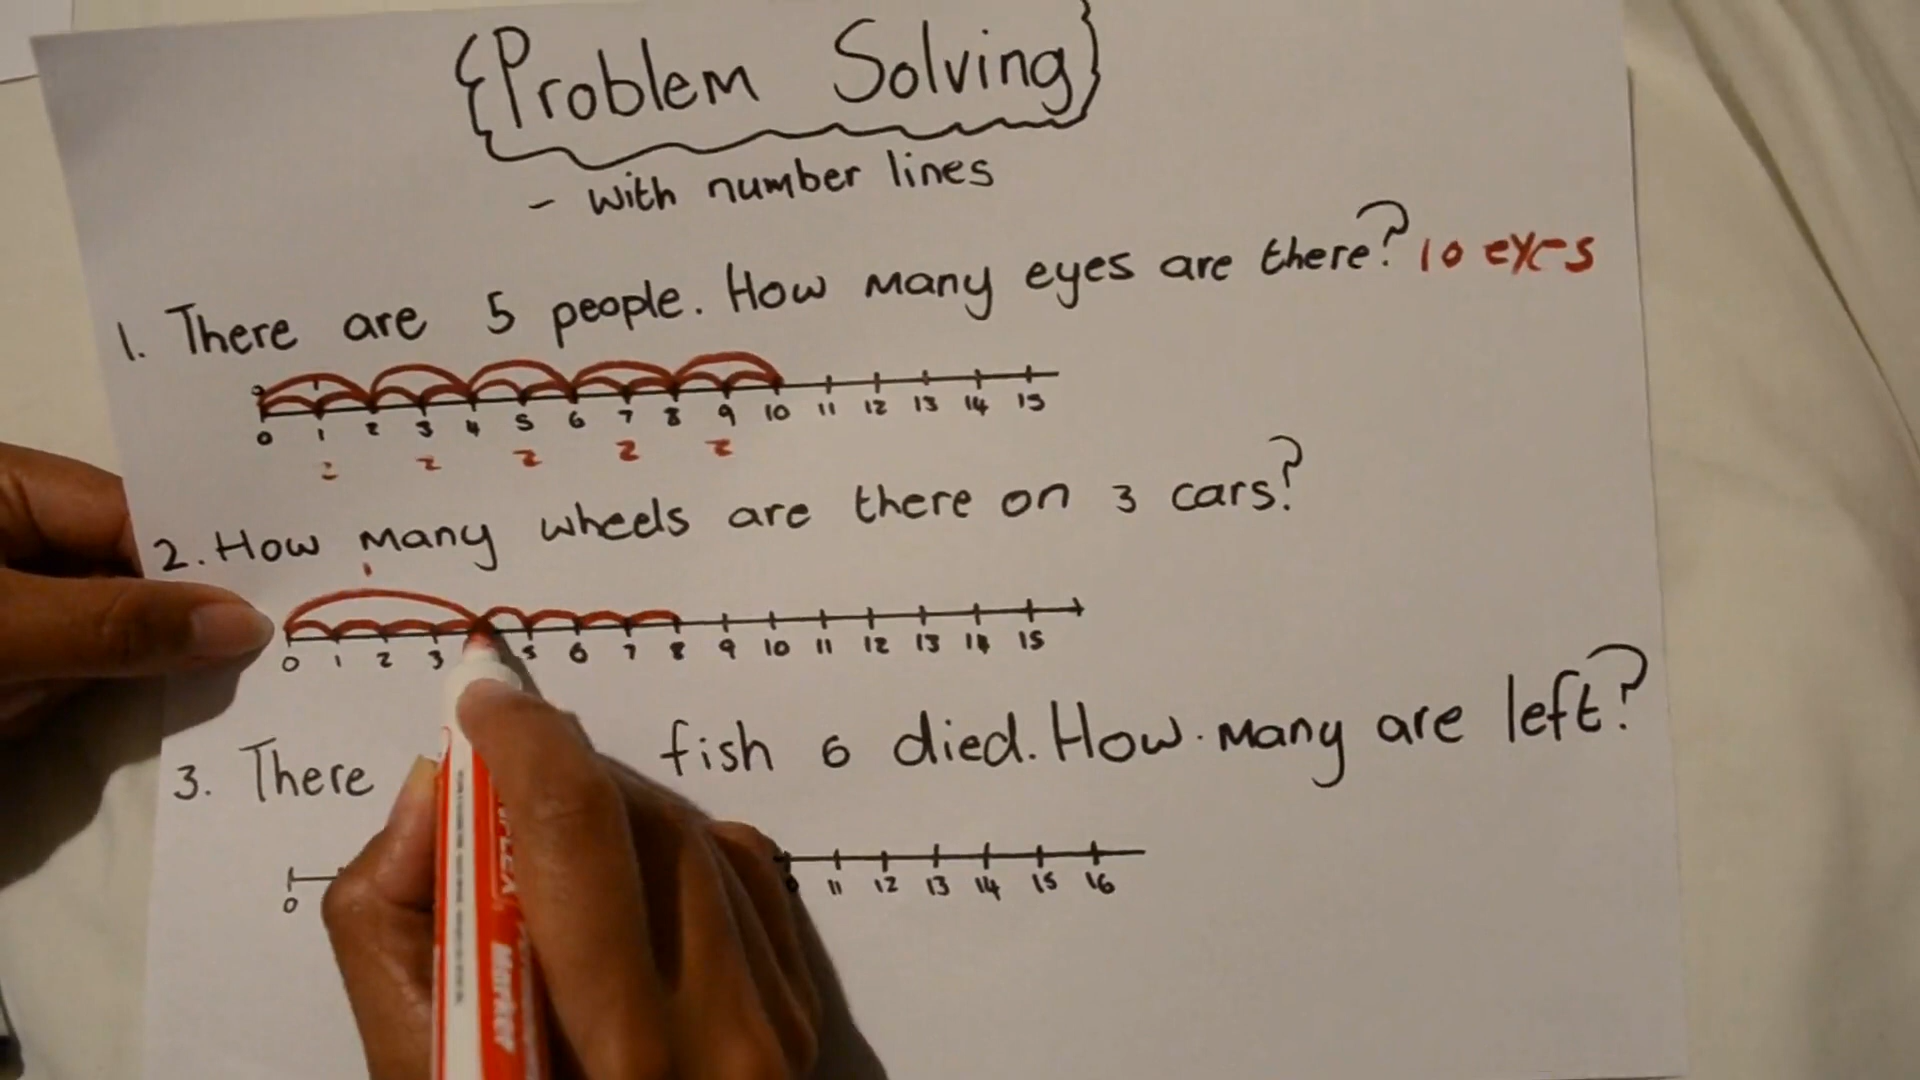 {Problem Solving}
- with number lines
1. There are 5 people. How many eyes are there? 10 eyes
0 1 2 3 4 5 6 7 8 9 10 11 12 13 14 15
2 2 2 2 2
2. How many wheels are there on 3 cars?
1
0 1 2 3 5 6 7 8 9 10 11 12 13 14 15
3. There fish 6 died. How many are left?
0 11 12 13 14 15 16
Marker